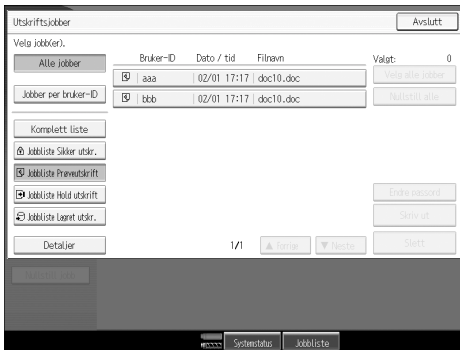 Utskriftsjobber
Avslutt
Velg jobb(er).
Alle jobber
Bruker-ID Dato / tid Filnavn
Valgt: 0
aaa 02/01 17:17 doc10.doc
Velg alle jobber
Jobber per bruker-ID
bbb 02/01 17:17 doc10.doc
Nullstill alle
Komplett liste
Jobbliste Sikker utskr.
Jobbliste Prøveutskrift
Jobbliste Hold utskrift
Endre passord
Jobbliste Lagret utskr.
Skriv ut
Detaljer
1/1
▲ Forrige
▼ Neste
Slett
Nullstill jobb
Systemstatus
Jobbliste